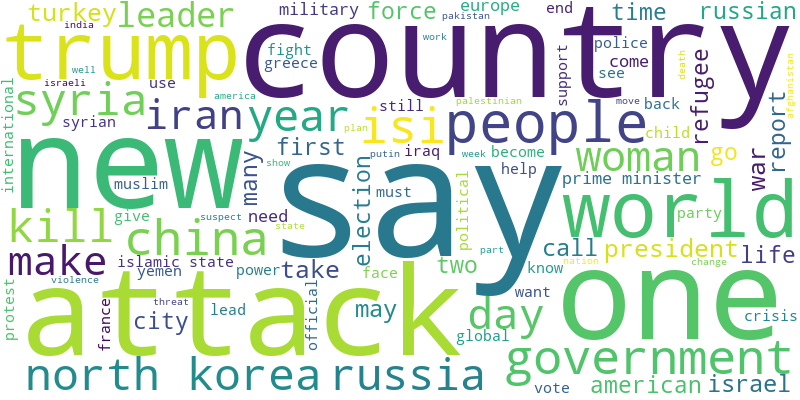 turkey leader military force europe end time russian
india pakistan work police come see
trump country
fight greece
well israeli use
syria iran year isi people support refugee
syrian america still palestinian move back death afghanistan
international
new say world
many first plan iraq child report
muslim putin week become woman go war
election must help prime minister
kill china give need suspect show state political part party
make islamic state take two call president life
yemen power face know nation change
violence threat official want
protest attack one
france city lead may global day crisis
north korea russia government
vote american israel